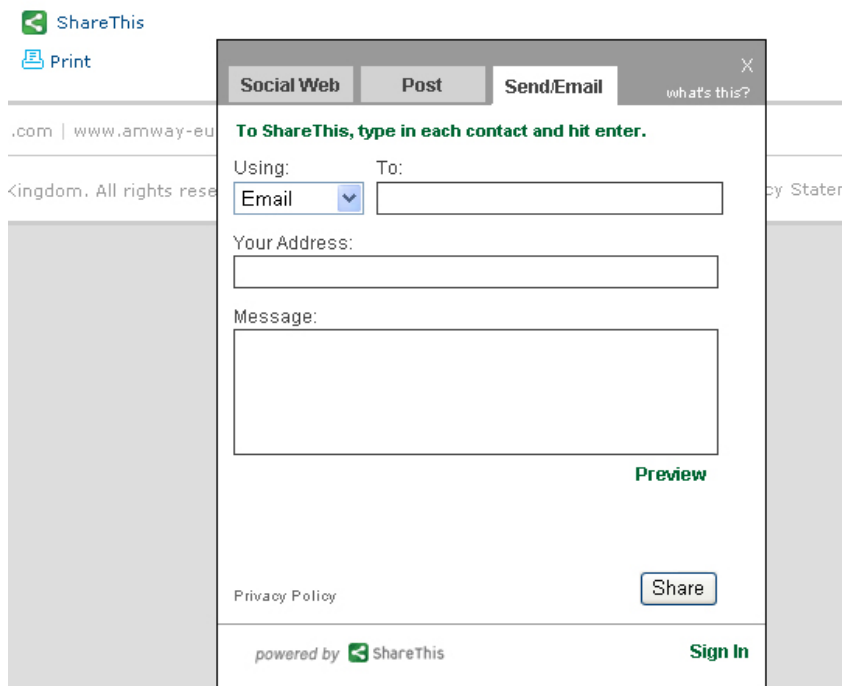 ShareThis
Print
X
Social Web Post Send/Email
what's this?
.com | www.amway-eu
To ShareThis, type in each contact and hit enter.
Using: To:
Kingdom. All rights rese
Email
cy Stater
Your Address:
Message:
Preview
Privacy Policy
Share
powered by ShareThis
Sign In